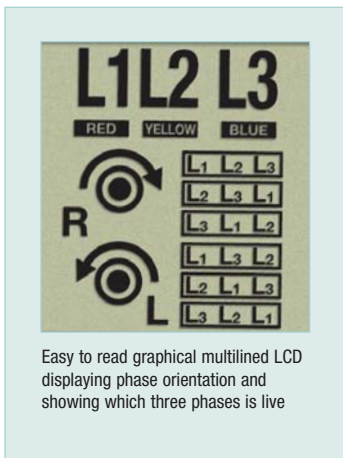 L1 L2 L3
RED YELLOW BLUE
L1 L2 L3
L2 L3 L1
R
L3 L1 L2
L1 L3 L2
L2 L1 L3
L
L3 L2 L1
Easy to read graphical multilined LCD
displaying phase orientation and
showing which three phases is live